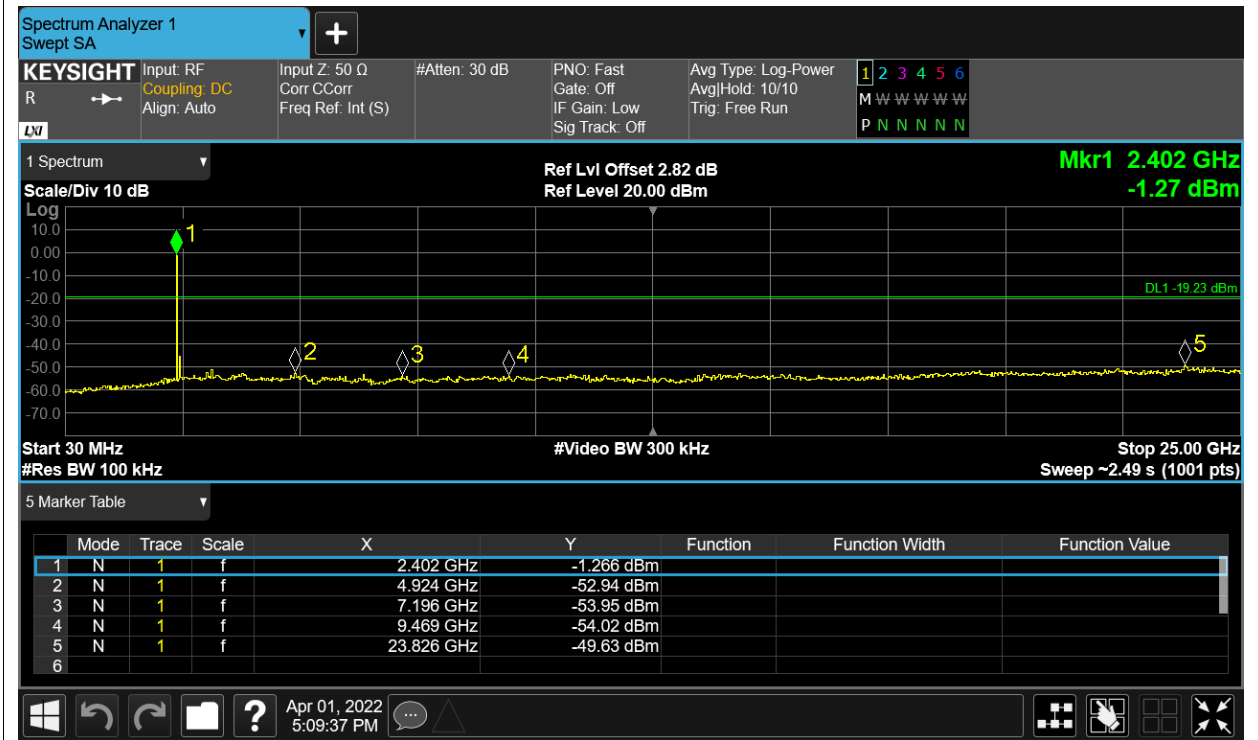 Spectrum Analyzer 1
Swept SA
KEYSIGHT
R
LXI
Input: RF
Coupling: DC
Align: Auto
Input Z: 50 Ω
Corr CCorr
Freq Ref: Int (S)
#Atten: 30 dB
PNO: Fast
Gate: Off
IF Gain: Low
Sig Track: Off
Avg Type: Log-Power
Avg|Hold: 10/10
Trig: Free Run
1 2 3 4 5 6
M W W W W W
P N N N N N
1 Spectrum
Scale/Div 10 dB
Ref Lvl Offset 2.82 dB
Ref Level 20.00 dBm
Mkr1 2.402 GHz
-1.27 dBm
Log
10.0
0.00
-10.0
-20.0
-30.0
-40.0
-50.0
-60.0
-70.0
1
2
3
4
5
DL1 -19.23 dBm
Start 30 MHz
#Res BW 100 kHz
#Video BW 300 kHz
Stop 25.00 GHz
Sweep ~2.49 s (1001 pts)
5 Marker Table
Mode Trace Scale X Y Function Function Width Function Value
1 N 1 f 2.402 GHz -1.266 dBm
2 N 1 f 4.924 GHz -52.94 dBm
3 N 1 f 7.196 GHz -53.95 dBm
4 N 1 f 9.469 GHz -54.02 dBm
5 N 1 f 23.826 GHz -49.63 dBm
6
?
Apr 01, 2022
5:09:37 PM